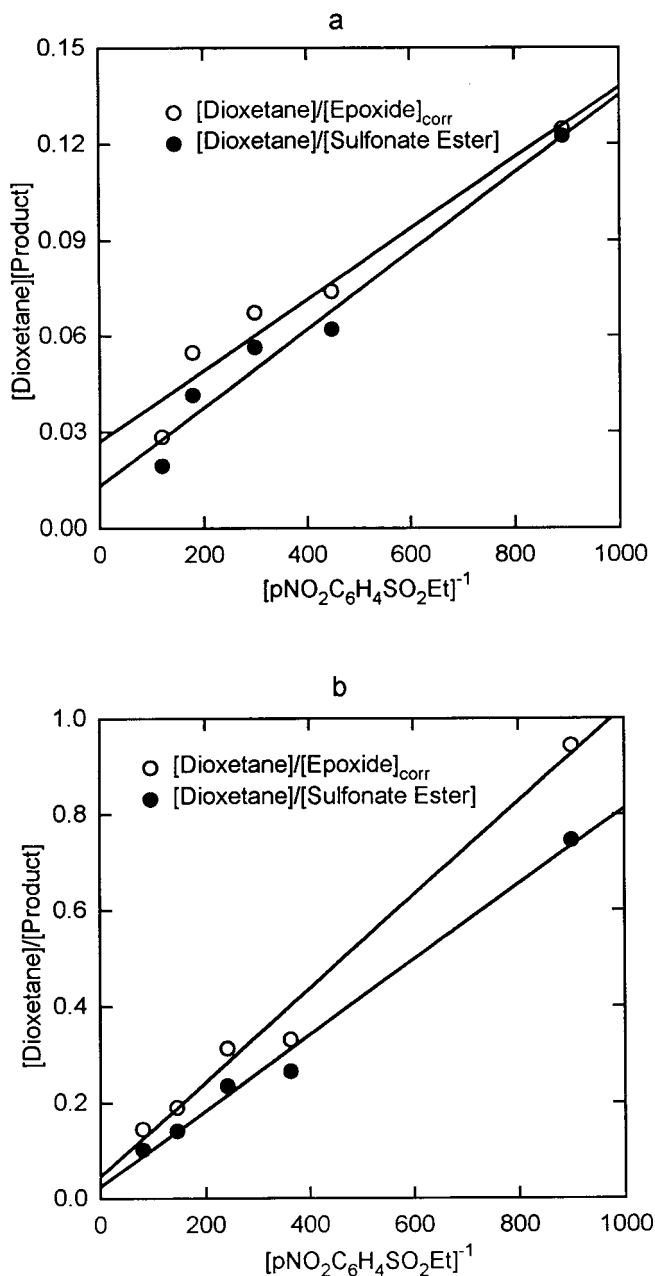 a
0.15
0.12
0.09
0.06
0.03
0.00
[Dioxetane][Product]
○ [Dioxetane]/[Epoxide]corr
● [Dioxetane]/[Sulfonate Ester]
0 200 400 600 800 1000
[pNO2C6H4SO2Et]-1
b
1.0
0.8
0.6
0.4
0.2
0.0
[Dioxetane]/[Product]
○ [Dioxetane]/[Epoxide]corr
● [Dioxetane]/[Sulfonate Ester]
0 200 400 600 800 1000
[pNO2C6H4SO2Et]-1